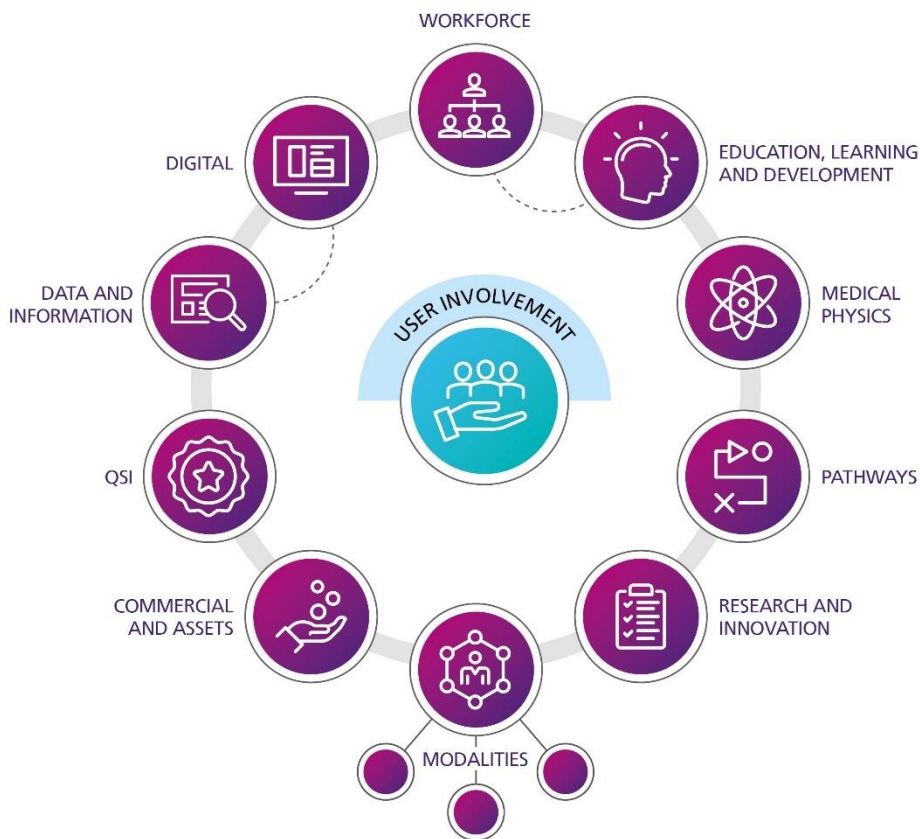 WORKFORCE
EDUCATION, LEARNING
AND DEVELOPMENT
MEDICAL
PHYSICS
PATHWAYS
RESEARCH AND
INNOVATION
MODALITIES
COMMERCIAL
AND ASSETS
QSI
DATA AND
INFORMATION
DIGITAL
USER INVOLVEMENT